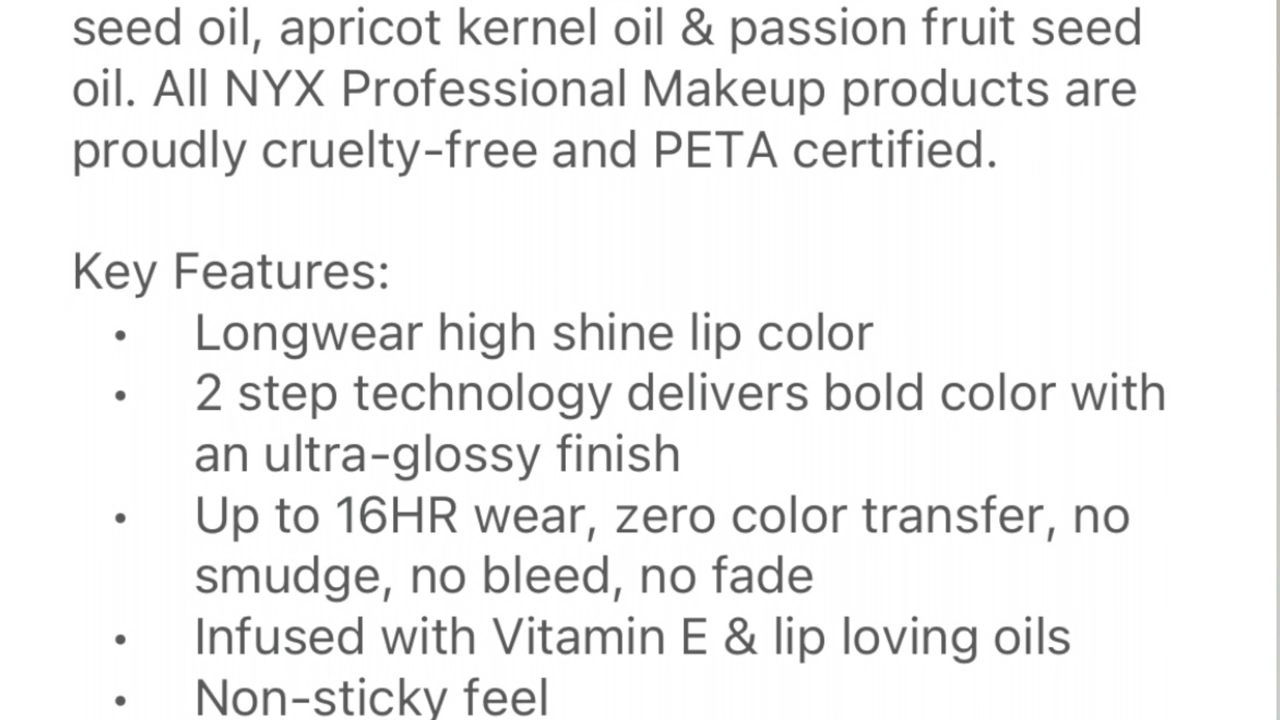 seed oil, apricot kernel oil & passion fruit seed
oil. All NYX Professional Makeup products are
proudly cruelty-free and PETA certified.
Key Features:
• Longwear high shine lip color
• 2 step technology delivers bold color with
an ultra-glossy finish
• Up to 16HR wear, zero color transfer, no
smudge, no bleed, no fade
• Infused with Vitamin E & lip loving oils
• Non-sticky feel